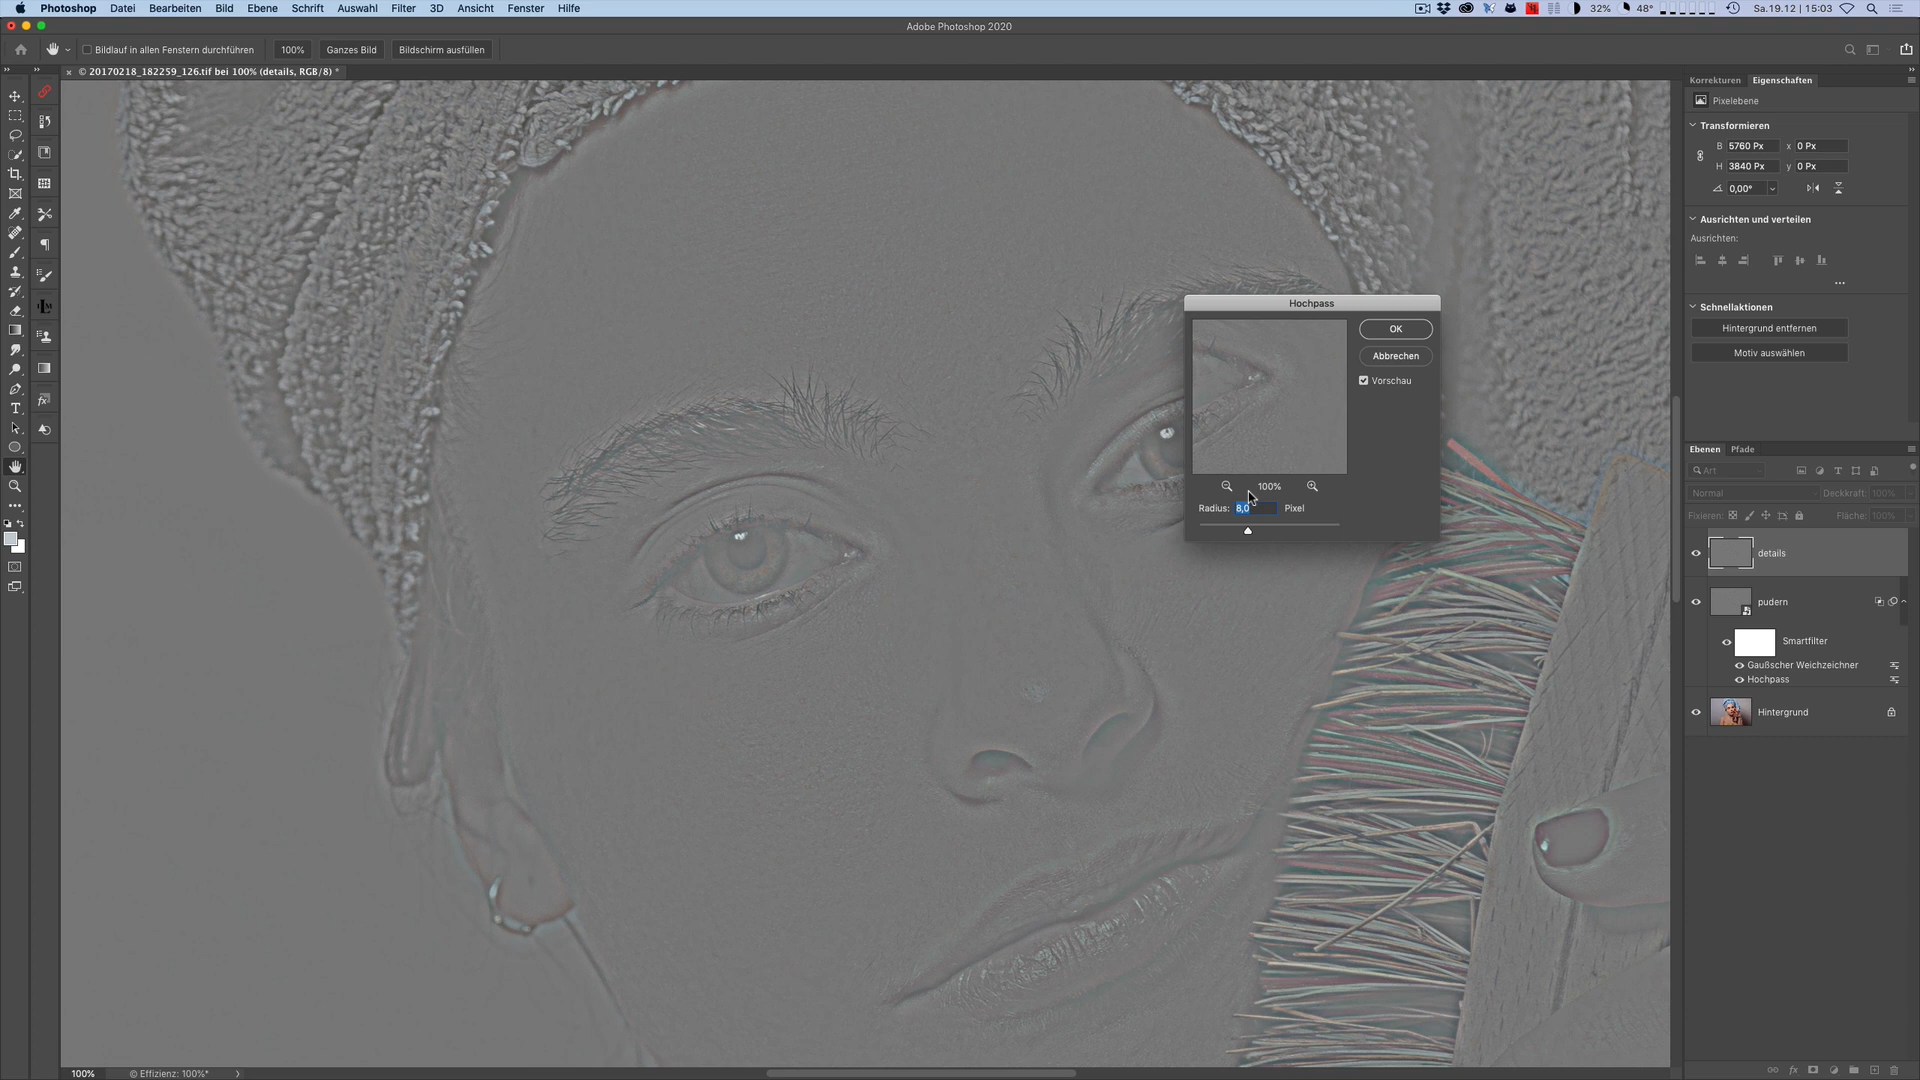 Photoshop Datei Bearbeiten Bild Ebene Schrift Auswahl Filter 3D Ansicht Fenster Hilfe 32% 48° Sa.19.12 | 15:03
Adobe Photoshop 2020
Bildlauf in allen Fenstern durchführen 100% Ganzes Bild Bildschirm ausfüllen
× © 20170218_182259_126.tif bei 100% (details, RGB/8) *
Korrekturen Eigenschaften
Pixelebene
Transformieren
B 5760 Px x 0 Px
H 3840 Px y 0 Px
0,00°
Ausrichten und verteilen
Ausrichten:
Schnellaktionen
Hintergrund entfernen
Motiv auswählen
Hochpass
OK
Abbrechen
Vorschau
100%
Radius: 8,0 Pixel
Ebenen Pfade
Art
Normal Deckkraft: 100%
Fixieren: Fläche: 100%
details
pudern
Smartfilter
Gaußscher Weichzeichner
Hochpass
Hintergrund
100% © Effizienz: 100%*